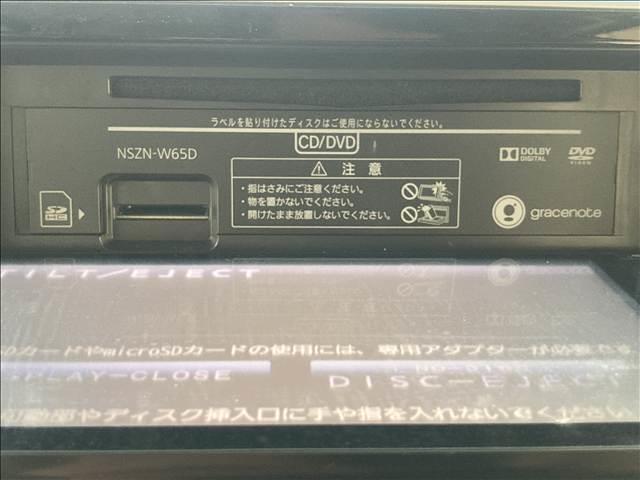 ラベルを貼り付けたディスクはご使用にならないでください。
CD/DVD
NSZN-W65D
注意
・指はさみにご注意ください。
・物を置かないでください。
・開けたまま放置しないでください。
SD HC
DOLBY DIGITAL
DVD VIDEO
gracenote
TILT/EJECT
SDカードやmicroSDカードの使用には、専用アダプターが必要です
DISPLAY-CLOSE
DISC-EJECT
可動部やディスク挿入口に手や指を入れないでください